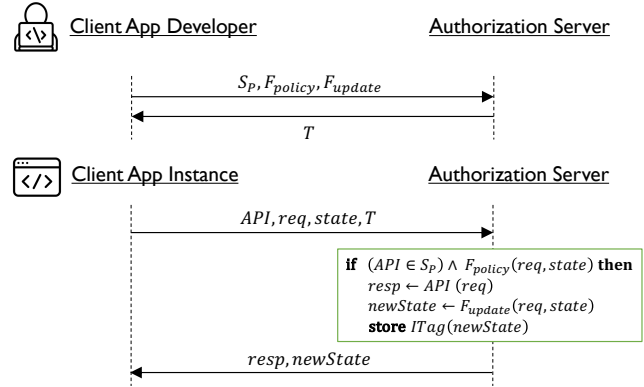 Client App Developer
Authorization Server
S_P, F_policy, F_update
T
Client App Instance
Authorization Server
API, req, state, T
if (API ∈ S_P) ∧ F_policy(req, state) then
resp ← API (req)
newState ← F_update(req, state)
store ITag(newState)
resp, newState